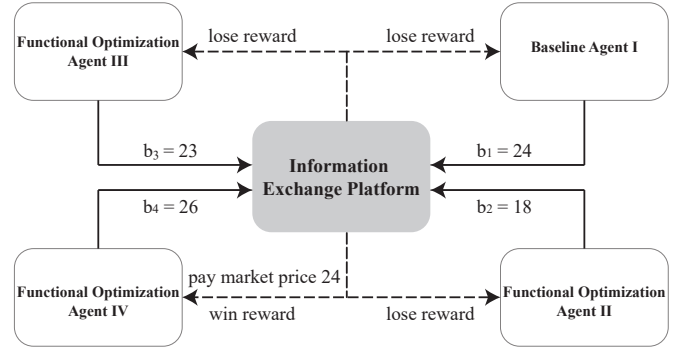 Functional Optimization
Agent III
lose reward
lose reward
Baseline Agent I
b₃ = 23
Information
Exchange Platform
b₁ = 24
b₄ = 26
b₂ = 18
Functional Optimization
Agent IV
pay market price 24
win reward
lose reward
Functional Optimization
Agent II